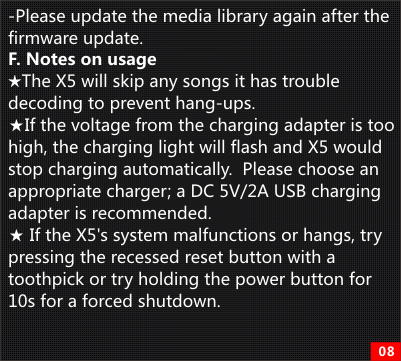 -Please update the media library again after the
firmware update.
F. Notes on usage
★The X5 will skip any songs it has trouble
decoding to prevent hang-ups.
★If the voltage from the charging adapter is too
high, the charging light will flash and X5 would
stop charging automatically.  Please choose an
appropriate charger; a DC 5V/2A USB charging
adapter is recommended.
★ If the X5's system malfunctions or hangs, try
pressing the recessed reset button with a
toothpick or try holding the power button for
10s for a forced shutdown.
08